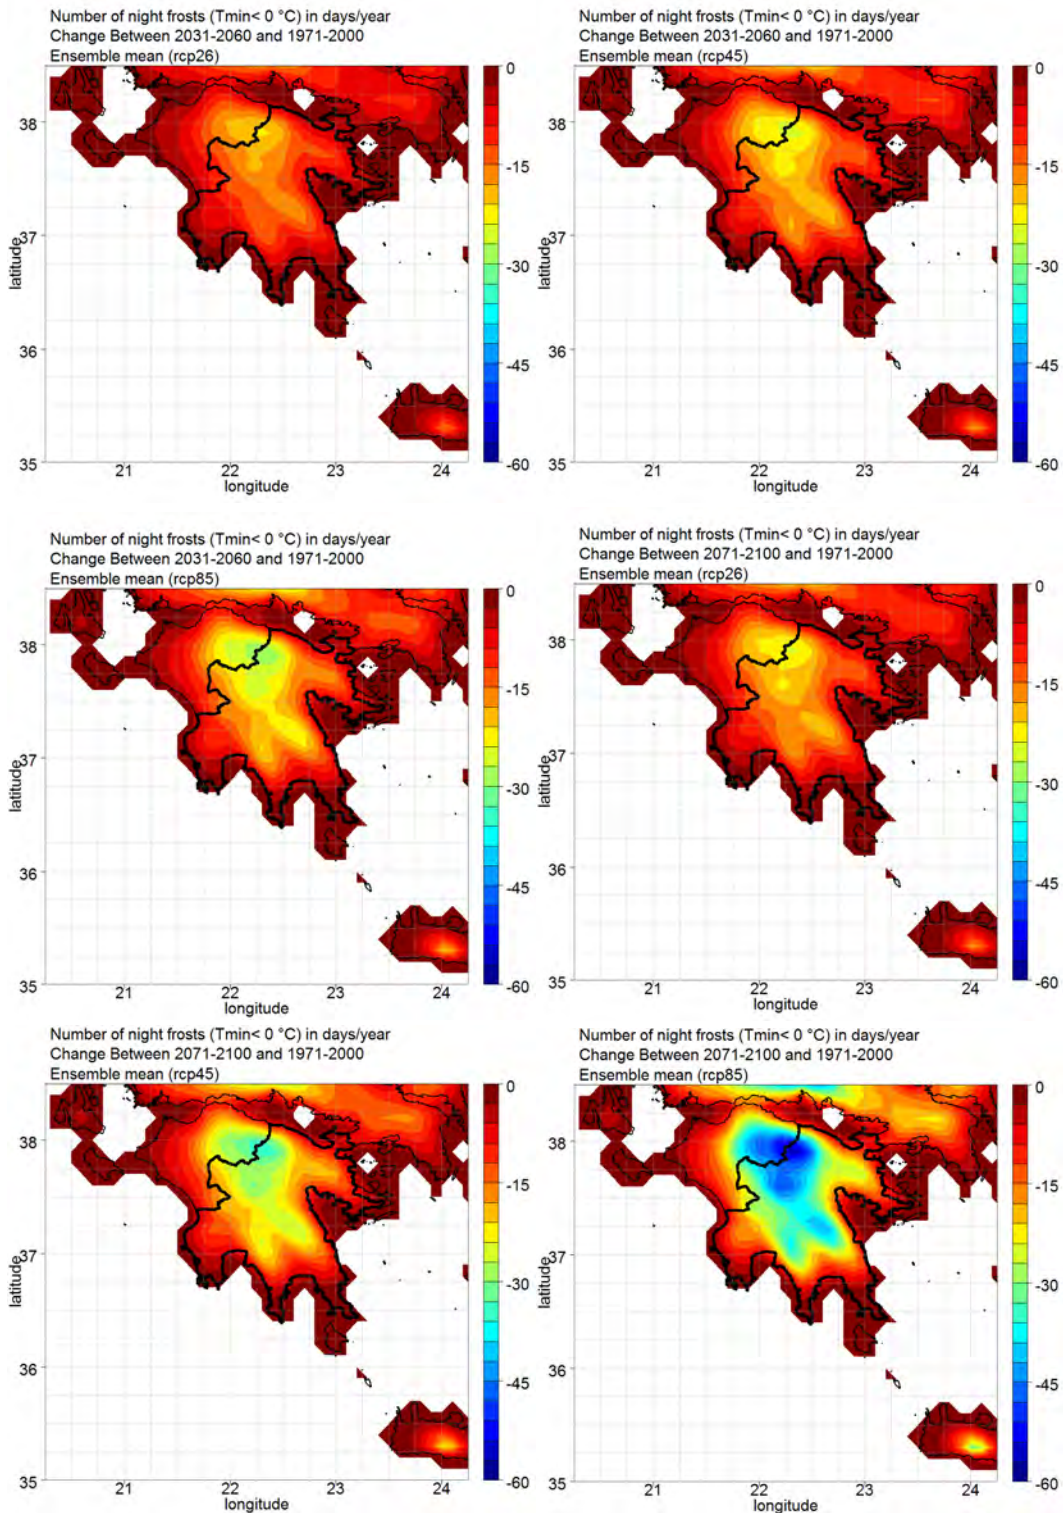 Number of night frosts (Tmin< 0 °C) in days/year
Change Between 2031-2060 and 1971-2000
Ensemble mean (rcp26)
0
38
-15
37
latitude
-30
36
-45
35
-60
21 22 23 24
longitude
Number of night frosts (Tmin< 0 °C) in days/year
Change Between 2031-2060 and 1971-2000
Ensemble mean (rcp45)
0
38
-15
37
latitude
-30
36
-45
35
-60
21 22 23 24
longitude
Number of night frosts (Tmin< 0 °C) in days/year
Change Between 2031-2060 and 1971-2000
Ensemble mean (rcp85)
0
38
-15
37
latitude
-30
36
-45
35
-60
21 22 23 24
longitude
Number of night frosts (Tmin< 0 °C) in days/year
Change Between 2071-2100 and 1971-2000
Ensemble mean (rcp26)
0
38
-15
37
latitude
-30
36
-45
35
-60
21 22 23 24
longitude
Number of night frosts (Tmin< 0 °C) in days/year
Change Between 2071-2100 and 1971-2000
Ensemble mean (rcp45)
0
38
-15
37
latitude
-30
36
-45
35
-60
21 22 23 24
longitude
Number of night frosts (Tmin< 0 °C) in days/year
Change Between 2071-2100 and 1971-2000
Ensemble mean (rcp85)
0
38
-15
37
latitude
-30
36
-45
35
-60
21 22 23 24
longitude